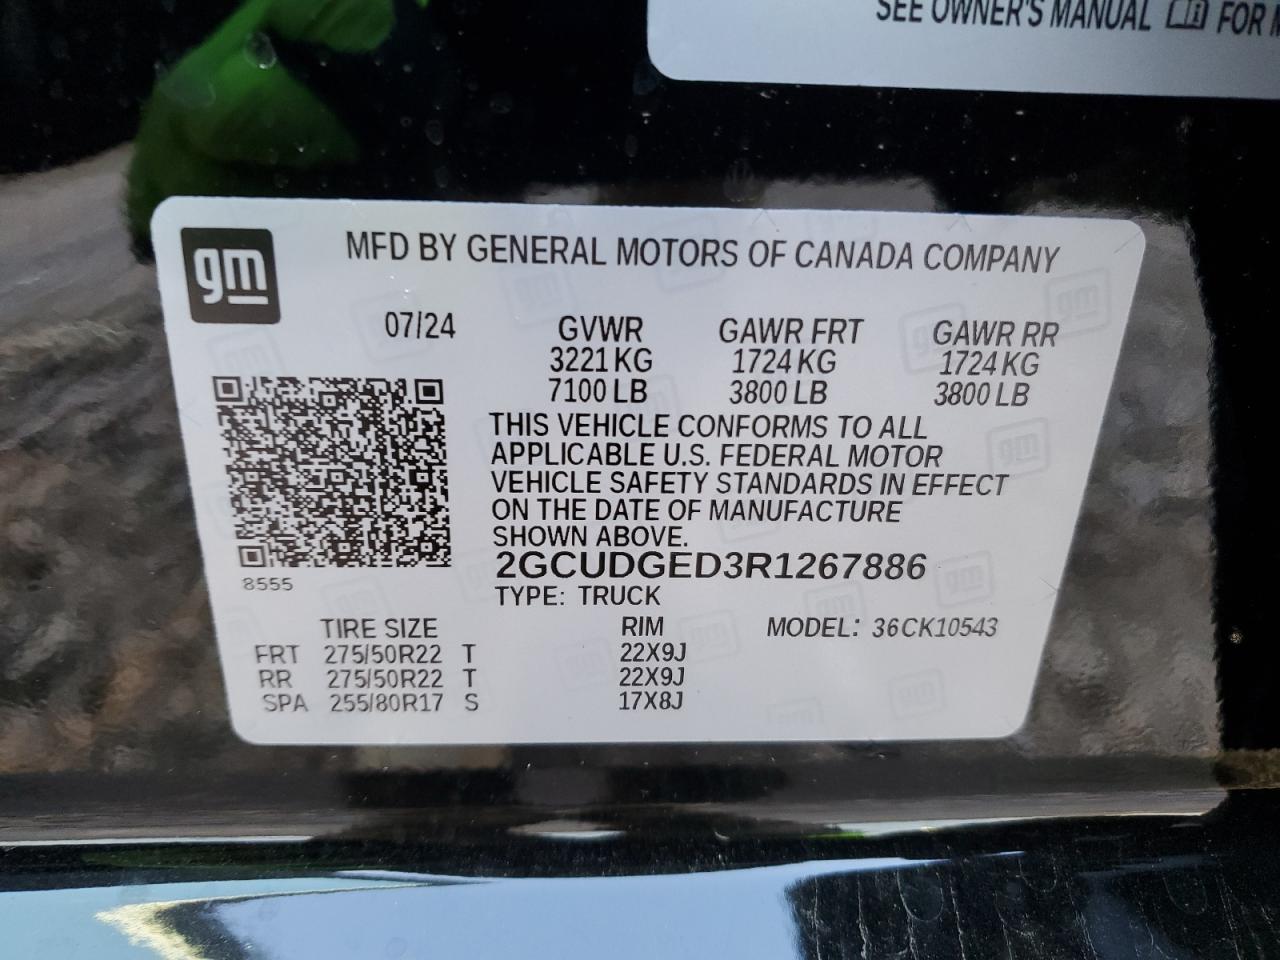 SEE OWNER'S MANUAL FOR
gm
MFD BY GENERAL MOTORS OF CANADA COMPANY
07/24 GVWR GAWR FRT GAWR RR
3221 KG 1724 KG 1724 KG
7100 LB 3800 LB 3800 LB
THIS VEHICLE CONFORMS TO ALL
APPLICABLE U.S. FEDERAL MOTOR
VEHICLE SAFETY STANDARDS IN EFFECT
ON THE DATE OF MANUFACTURE
SHOWN ABOVE.
8555
2GCUDGED3R1267886
TYPE: TRUCK
TIRE SIZE RIM MODEL: 36CK10543
FRT 275/50R22 T 22X9J
RR 275/50R22 T 22X9J
SPA 255/80R17 S 17X8J